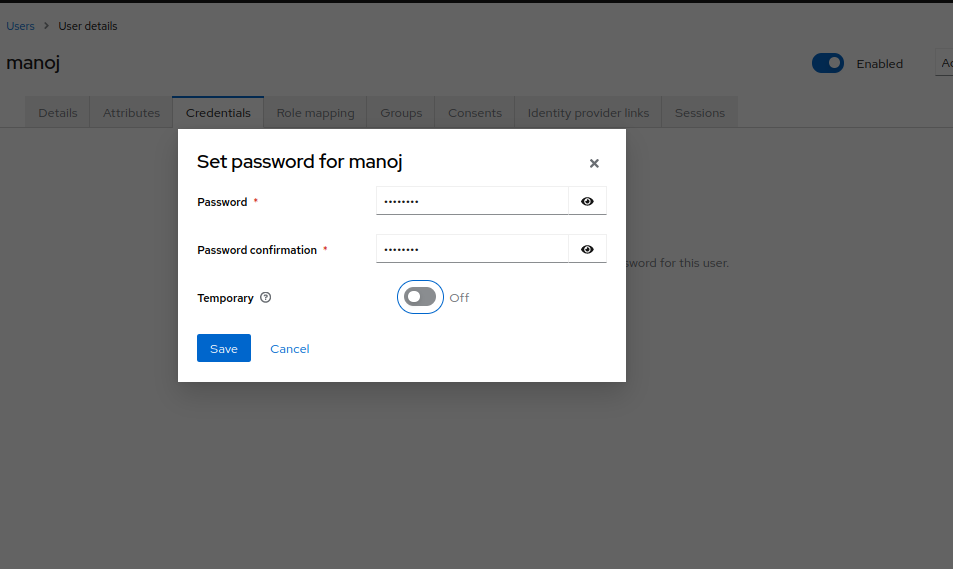 Users > User details
manoj
Enabled
Ac
Details Attributes Credentials Role mapping Groups Consents Identity provider links Sessions
Set password for manoj
Password *
••••••••
Password confirmation *
••••••••
sword for this user.
Temporary
Off
Save Cancel